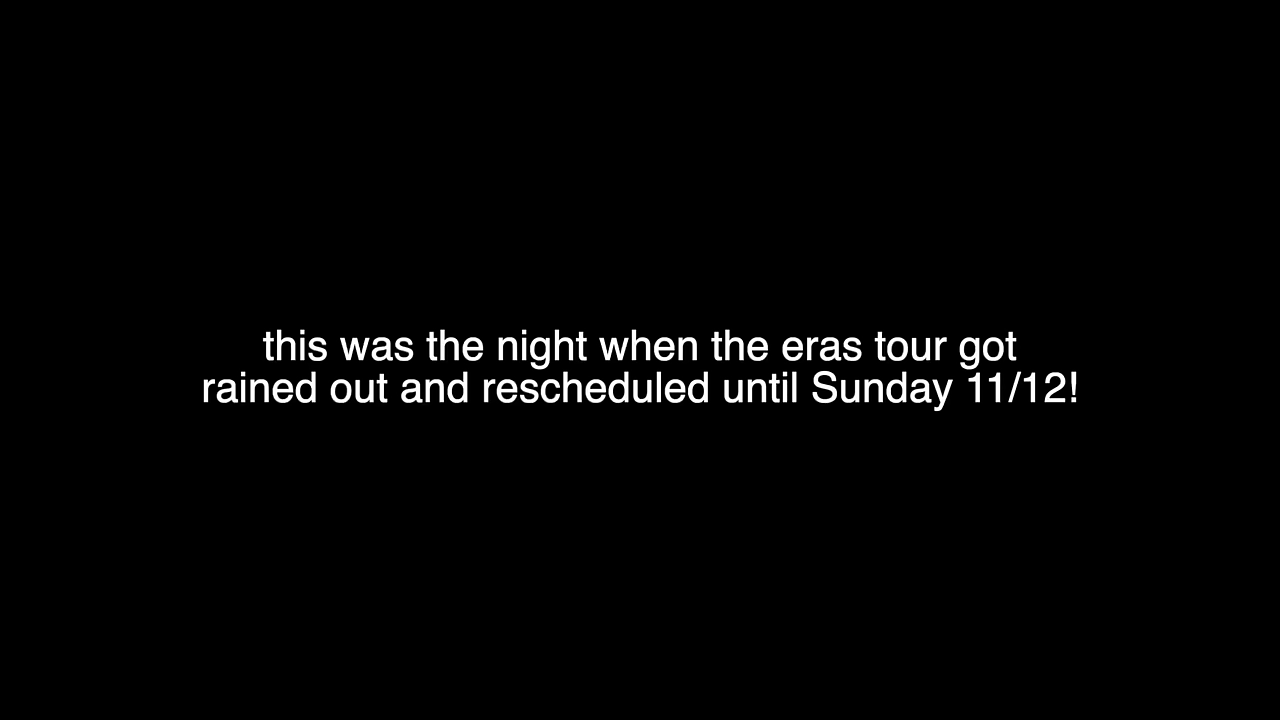 this was the night when the eras tour got
rained out and rescheduled until Sunday 11/12!